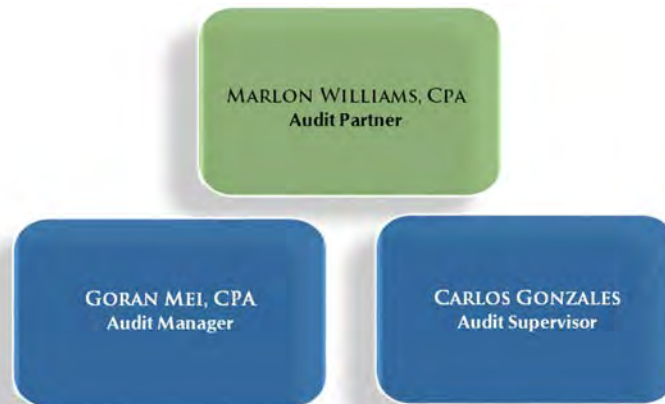 MARLON WILLIAMS, CPA
Audit Partner
GORAN MEI, CPA
Audit Manager
CARLOS GONZALES
Audit Supervisor